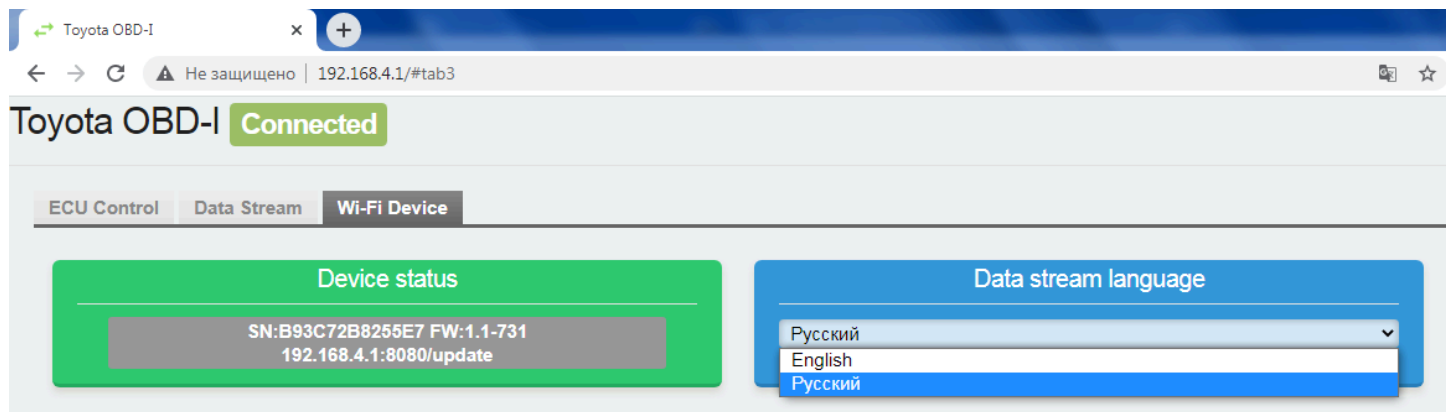 Toyota OBD-I
Не защищено 192.168.4.1/#tab3
Toyota OBD-I Connected
ECU Control Data Stream Wi-Fi Device
Device status
SN:B93C72B8255E7 FW:1.1-731
192.168.4.1:8080/update
Data stream language
Русский
English
Русский